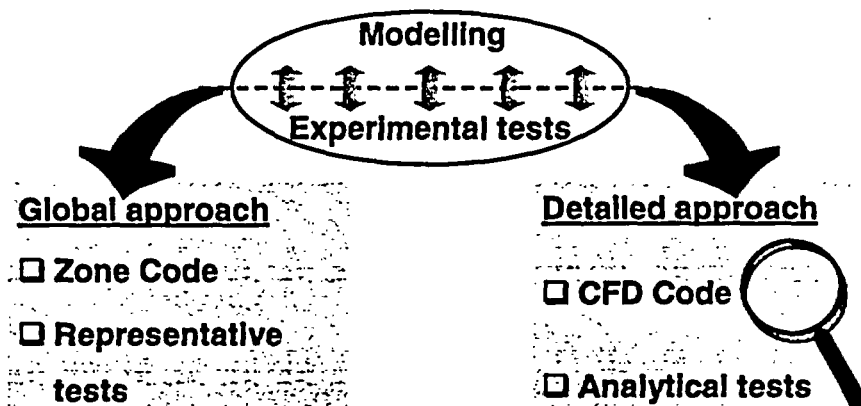 Modelling
Experimental tests
Global approach
☐ Zone Code
☐ Representative
tests
Detailed approach
☐ CFD Code
☐ Analytical tests